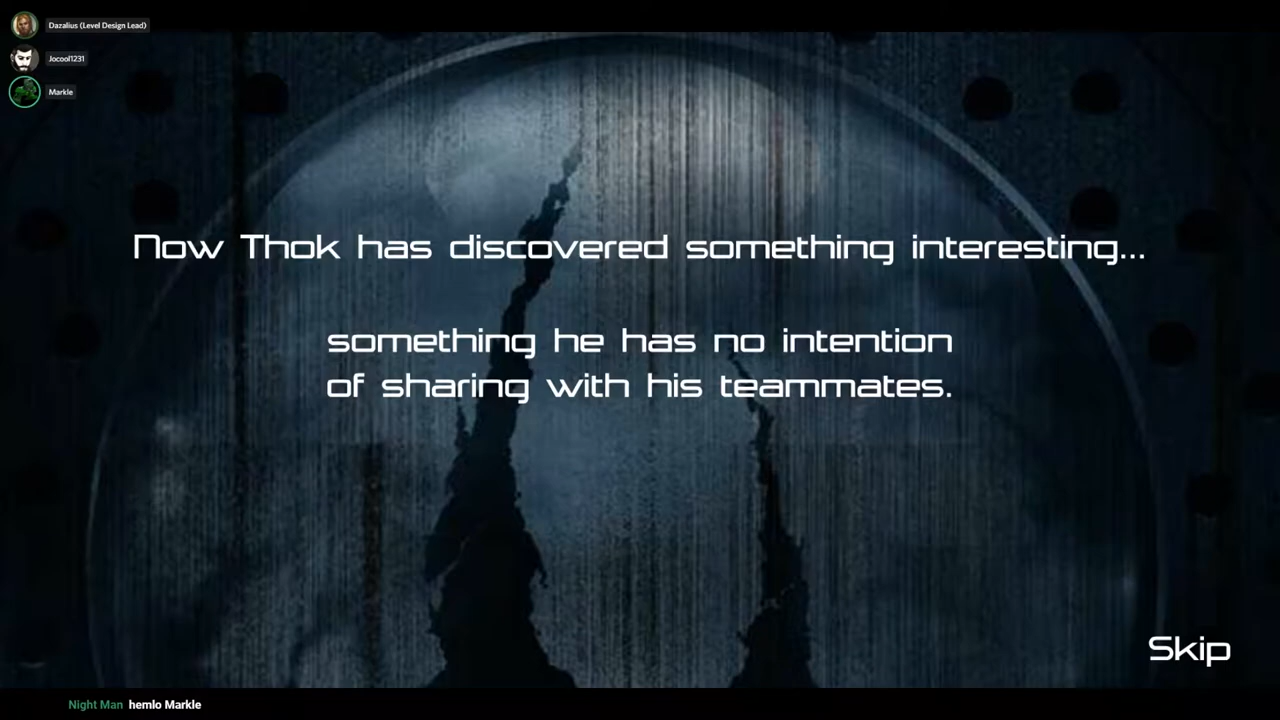 Dazalius (Level Design Lead)
Jocool1231
Markle
Now Thok has discovered something interesting...
something he has no intention
of sharing with his teammates.
Skip
Night Man hemlo Markle